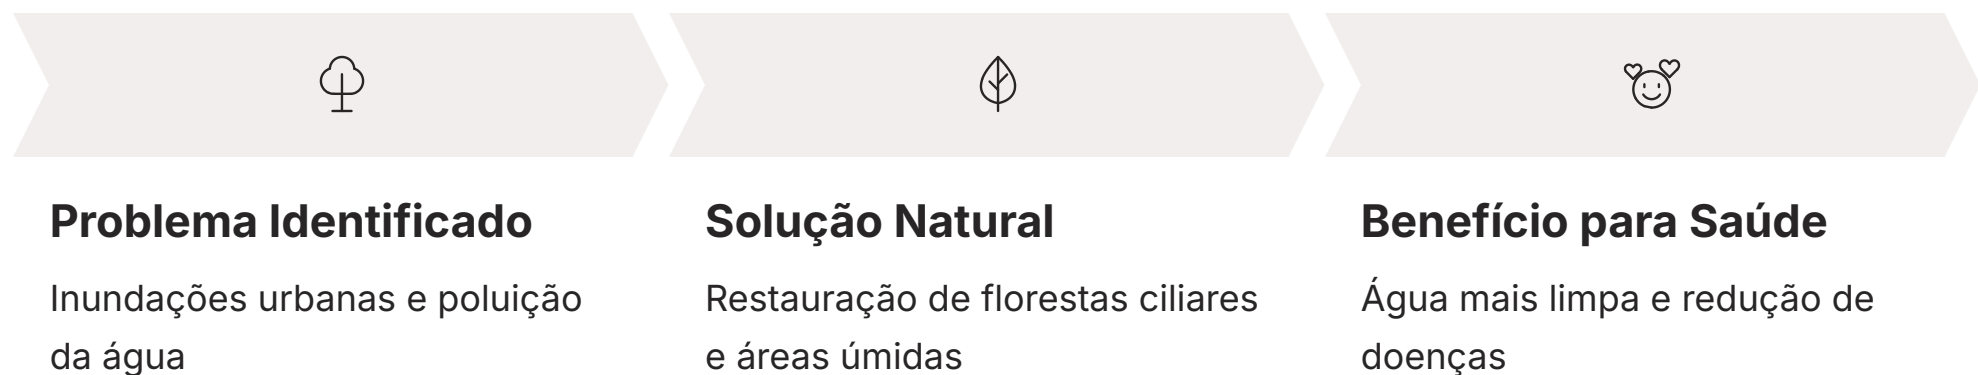 Problema Identificado
Inundações urbanas e poluição
da água
Solução Natural
Restauração de florestas ciliares
e áreas úmidas
Benefício para Saúde
Água mais limpa e redução de
doenças